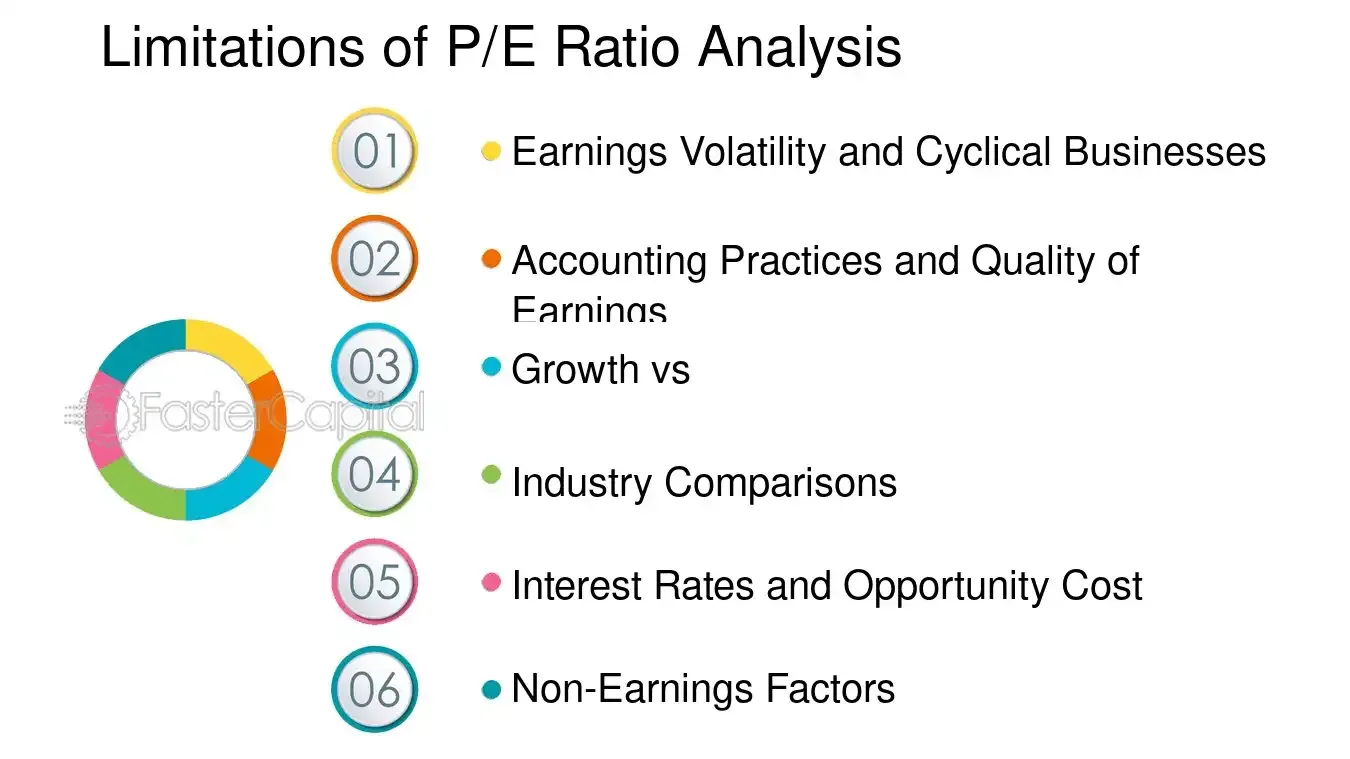 Limitations of P/E Ratio Analysis
01
Earnings Volatility and Cyclical Businesses
02
Accounting Practices and Quality of
Earnings
03
Growth vs
FasterCapital
04
Industry Comparisons
05
Interest Rates and Opportunity Cost
06
Non-Earnings Factors